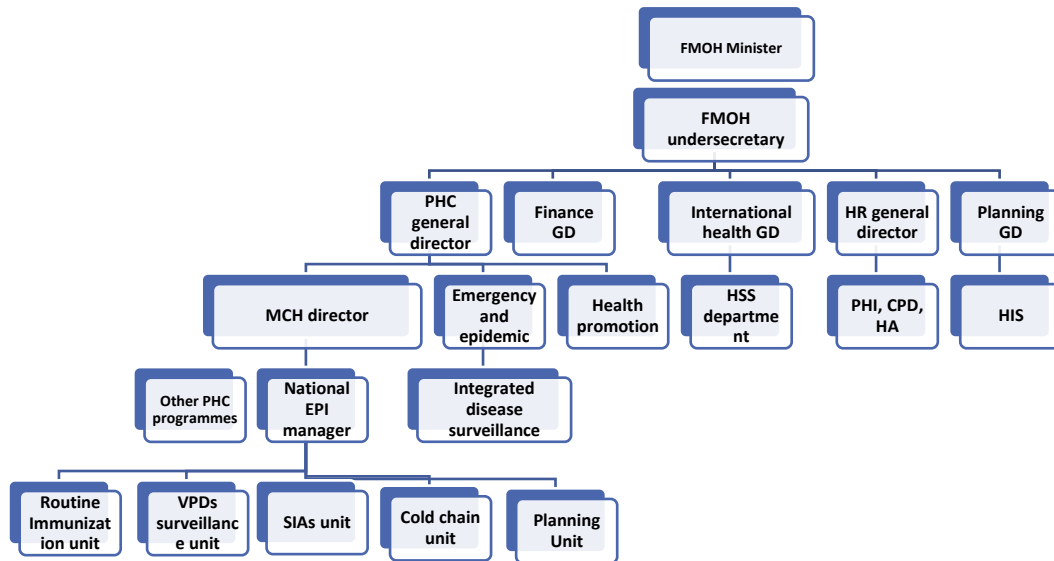 FMOH Minister
FMOH
undersecretary
PHC
general
director
Finance
GD
International
health GD
HR general
director
Planning
GD
MCH director
Emergency
and
epidemic
Health
promotion
HSS
departme
nt
PHI, CPD,
HA
HIS
Other PHC
programmes
National
EPI
manager
Integrated
disease
surveillance
Routine
Immunizat
ion unit
VPDs
surveillanc
e unit
SIAs unit
Cold chain
unit
Planning
Unit